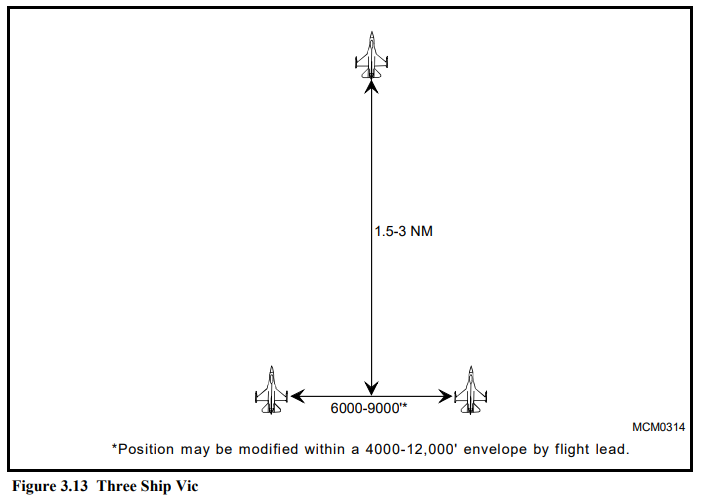 1.5-3 NM
6000-9000'*
MCM0314
*Position may be modified within a 4000-12,000' envelope by flight lead.
Figure 3.13 Three Ship Vic